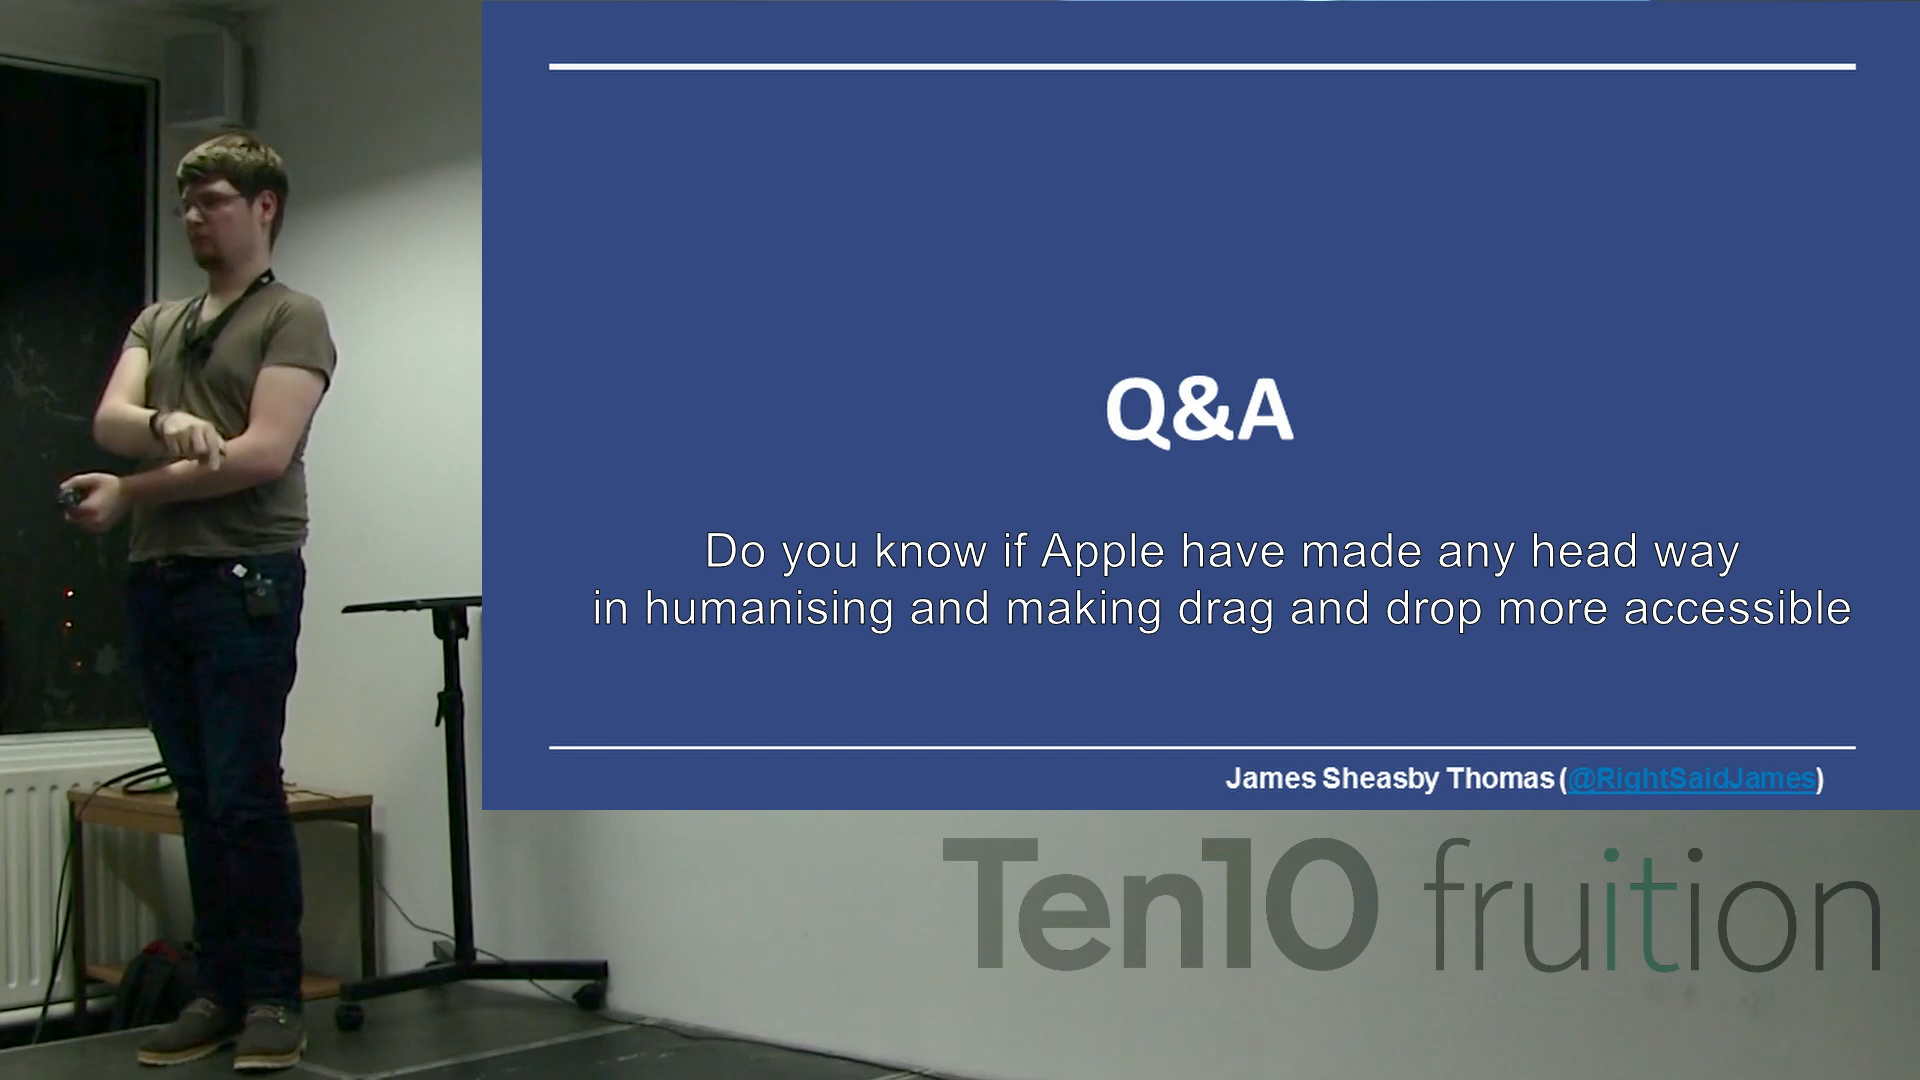 Q&A
Do you know if Apple have made any head way
in humanising and making drag and drop more accessible
James Sheasby Thomas (@RightSaidJames)
Ten10 fruition